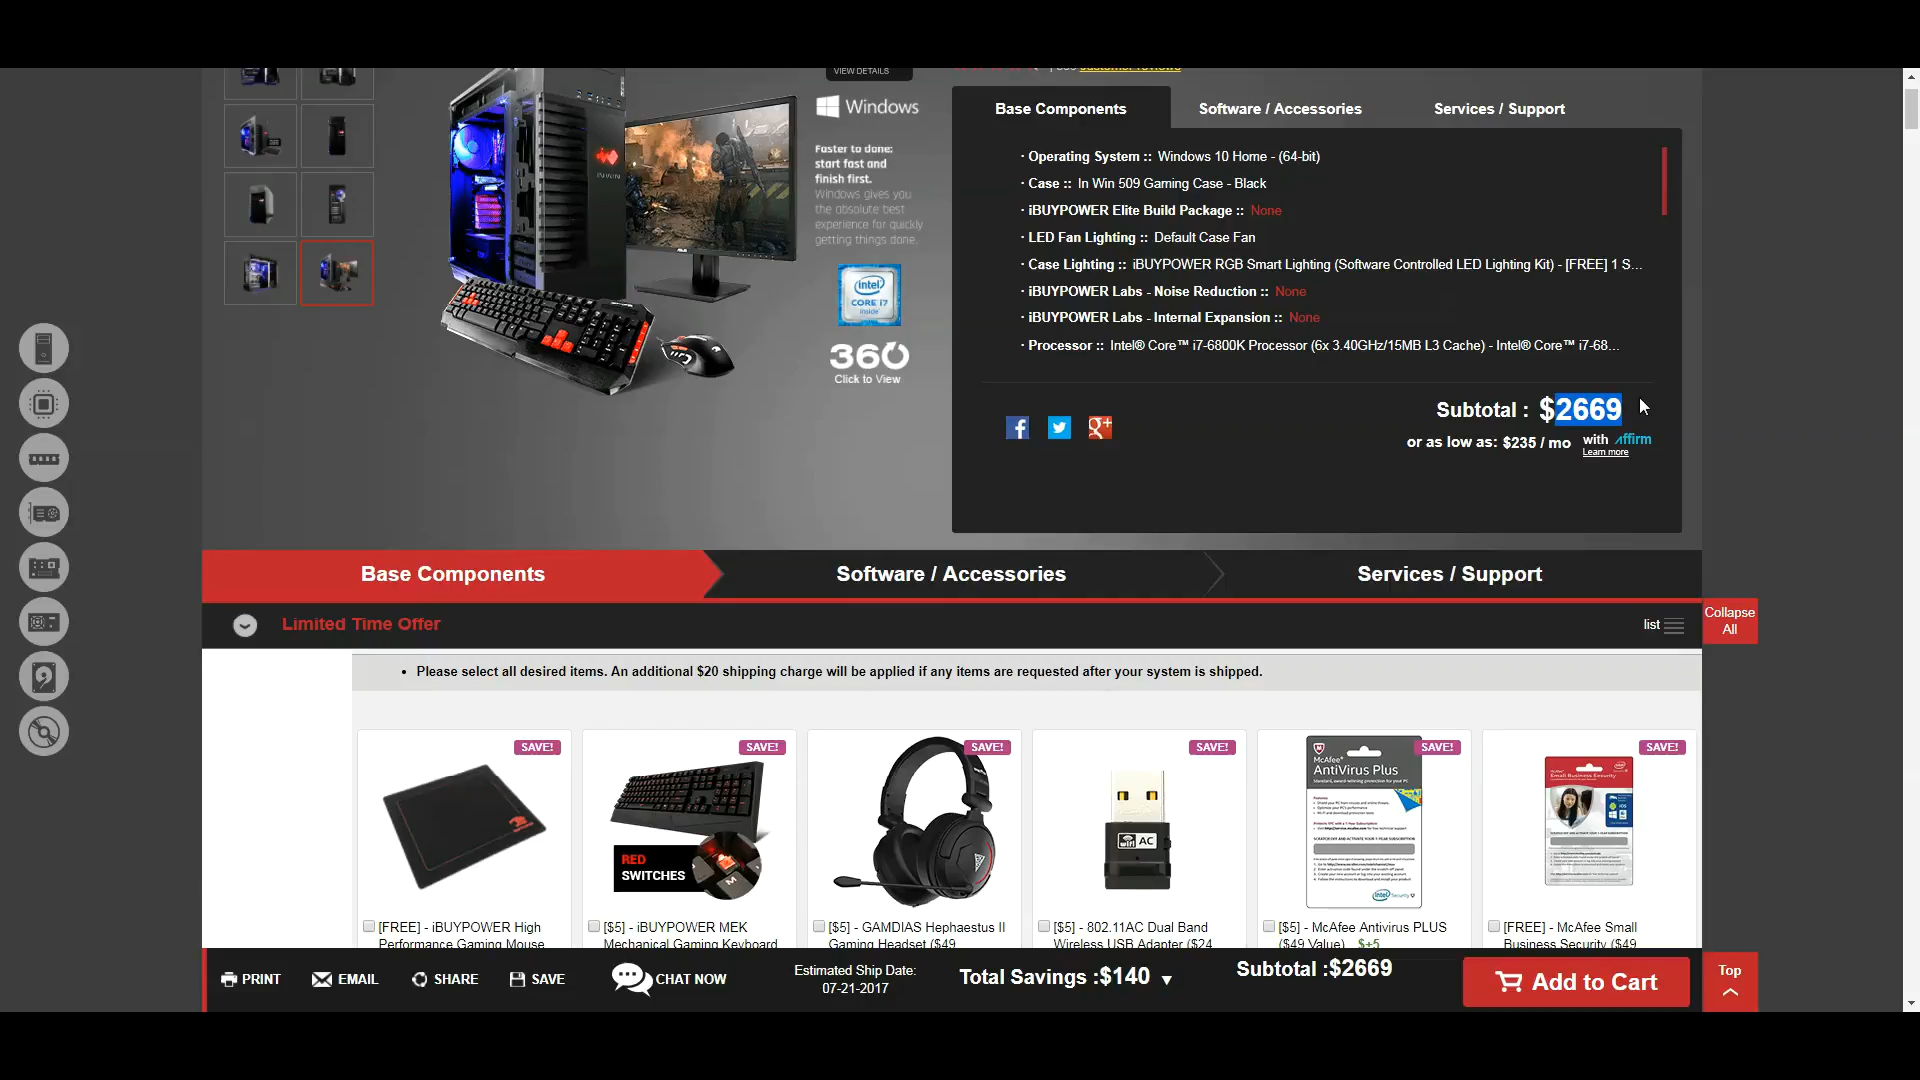 VIEW DETAILS
customer reviews
Windows
Faster to done:
start fast and
finish first.
Windows gives you
the absolute best
experience for quickly
getting things done.
intel
CORE i7
inside
360
Click to View
INWIN
Base Components
Software / Accessories
Services / Support
· Operating System :: Windows 10 Home - (64-bit)
· Case :: In Win 509 Gaming Case - Black
· iBUYPOWER Elite Build Package :: None
· LED Fan Lighting :: Default Case Fan
· Case Lighting :: iBUYPOWER RGB Smart Lighting (Software Controlled LED Lighting Kit) - [FREE] 1 S...
· iBUYPOWER Labs - Noise Reduction :: None
· iBUYPOWER Labs - Internal Expansion :: None
· Processor :: Intel® Core™ i7-6800K Processor (6x 3.40GHz/15MB L3 Cache) - Intel® Core™ i7-68...
Subtotal : $2669
or as low as: $235 / mo with affirm
Learn more
Base Components
Software / Accessories
Services / Support
Limited Time Offer
list
Collapse
All
• Please select all desired items. An additional $20 shipping charge will be applied if any items are requested after your system is shipped.
SAVE!
SAVE!
SAVE!
SAVE!
SAVE!
SAVE!
RED
SWITCHES
wifi AC
McAfee
AntiVirus Plus
[FREE] - iBUYPOWER High
Performance Gaming Mouse
[$5] - iBUYPOWER MEK
Mechanical Gaming Keyboard
[$5] - GAMDIAS Hephaestus II
Gaming Headset ($49
[$5] - 802.11AC Dual Band
Wireless USB Adapter ($24
[$5] - McAfee Antivirus PLUS
($49 Value) $+5
[FREE] - McAfee Small
Business Security ($49
PRINT
EMAIL
SHARE
SAVE
CHAT NOW
Estimated Ship Date:
07-21-2017
Total Savings :$140 ▼
Subtotal :$2669
Add to Cart
Top